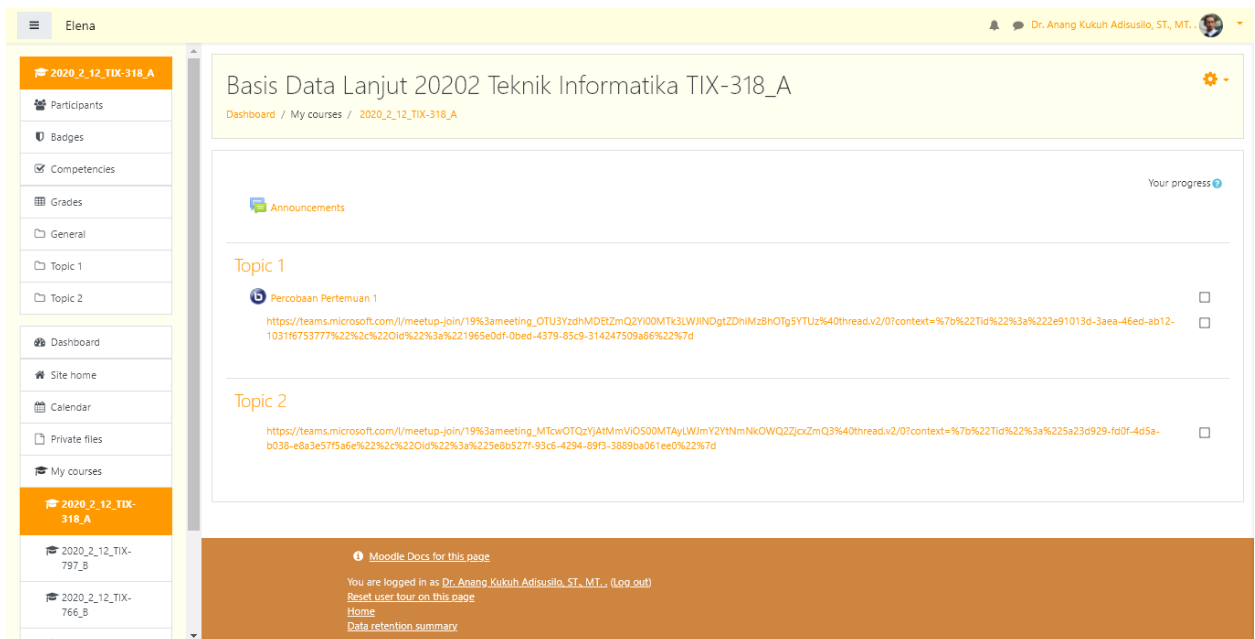 Elena
Dr. Anang Kukuh Adisusilo, ST., MT. .
2020_2_12_TIX-318_A
Participants
Badges
Competencies
Grades
General
Topic 1
Topic 2
Dashboard
Site home
Calendar
Private files
My courses
2020_2_12_TIX-
318_A
2020_2_12_TIX-
797_B
2020_2_12_TIX-
766_B
Basis Data Lanjut 20202 Teknik Informatika TIX-318_A
Dashboard / My courses / 2020_2_12_TIX-318_A
Your progress
Announcements
Topic 1
Percobaan Pertemuan 1
https://teams.microsoft.com/l/meetup-join/19%3ameeting_OTU3YzdhMDEtZmQ2Yi00MTk3LWJlNDgtZDhiMzBhOTg5YTUz%40thread.v2/0?context=%7b%22Tid%22%3a%222e91013d-3aea-46ed-ab12-
1031f6753777%22%2c%22Oid%22%3a%221965e0df-0bed-4379-85c9-314247509a86%22%7d
Topic 2
https://teams.microsoft.com/l/meetup-join/19%3ameeting_MTcwOTQzYjAtMmViOS00MTAyLWJmY2YtNmNkOWQ2ZjcxZmQ3%40thread.v2/0?context=%7b%22Tid%22%3a%225a23d929-fd0f-4d5a-
b038-e8a3e57f5a6e%22%2c%22Oid%22%3a%225e8b527f-93c6-4294-89f3-3889ba061ee0%22%7d
Moodle Docs for this page
You are logged in as Dr. Anang Kukuh Adisusilo, ST., MT. . (Log out)
Reset user tour on this page
Home
Data retention summary